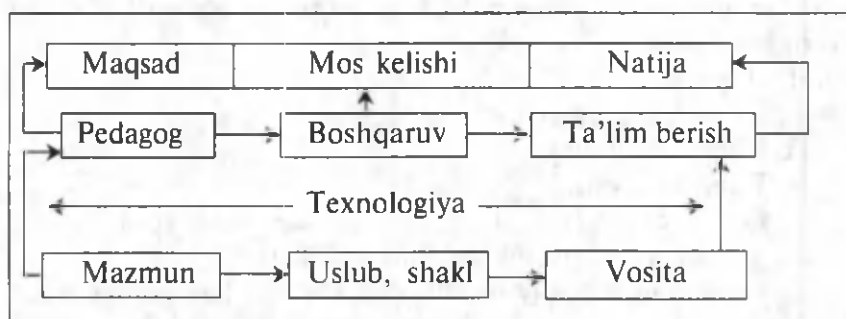 Maqsad Mos kelishi Natija
Pedagog Boshqaruv Ta'lim berish
Texnologiya
Mazmun Uslub, shakl Vosita